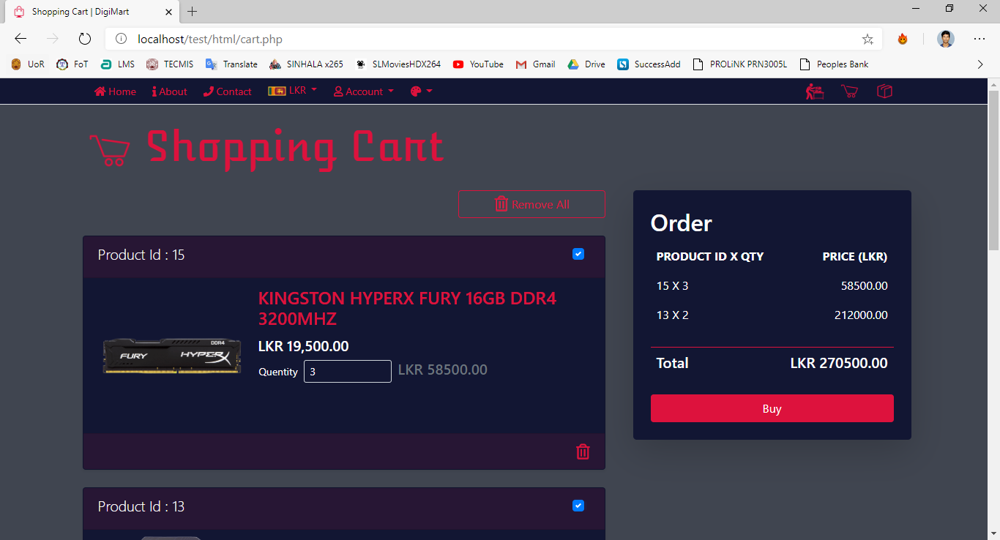 Shopping Cart | DigiMart
localhost/test/html/cart.php
UoR FoT LMS TECMIS Translate SINHALA x265 SLMoviesHDX264 YouTube Gmail Drive SuccessAdd PROLiNK PRN3005L Peoples Bank
Home About Contact LKR Account
Shopping Cart
Remove All
Product Id : 15
KINGSTON HYPERX FURY 16GB DDR4
3200MHZ
LKR 19,500.00
Quentity 3 LKR 58500.00
DDR4
FURY HYPERX
Product Id : 13
Order
PRODUCT ID X QTY PRICE (LKR)
15 X 3 58500.00
13 X 2 212000.00
Total LKR 270500.00
Buy